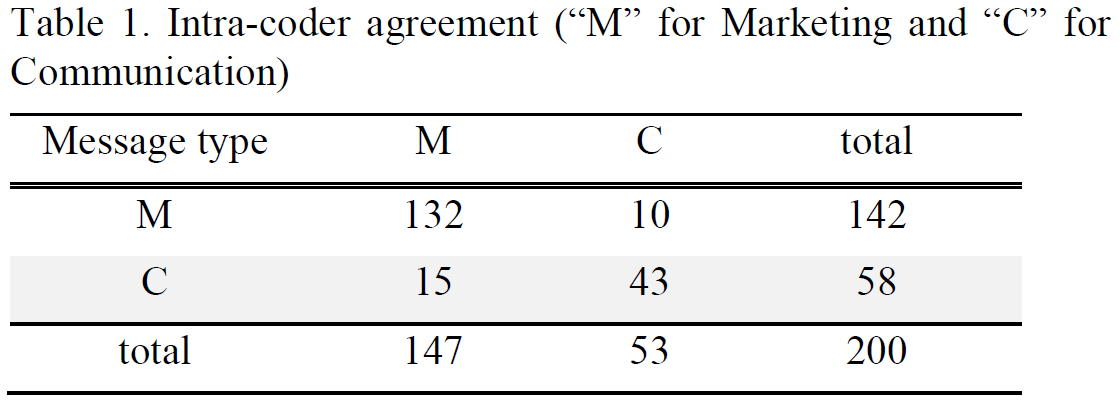 Table 1. Intra-coder agreement (“M” for Marketing and “C” for
Communication)
Message type M C total
M 132 10 142
C 15 43 58
total 147 53 200